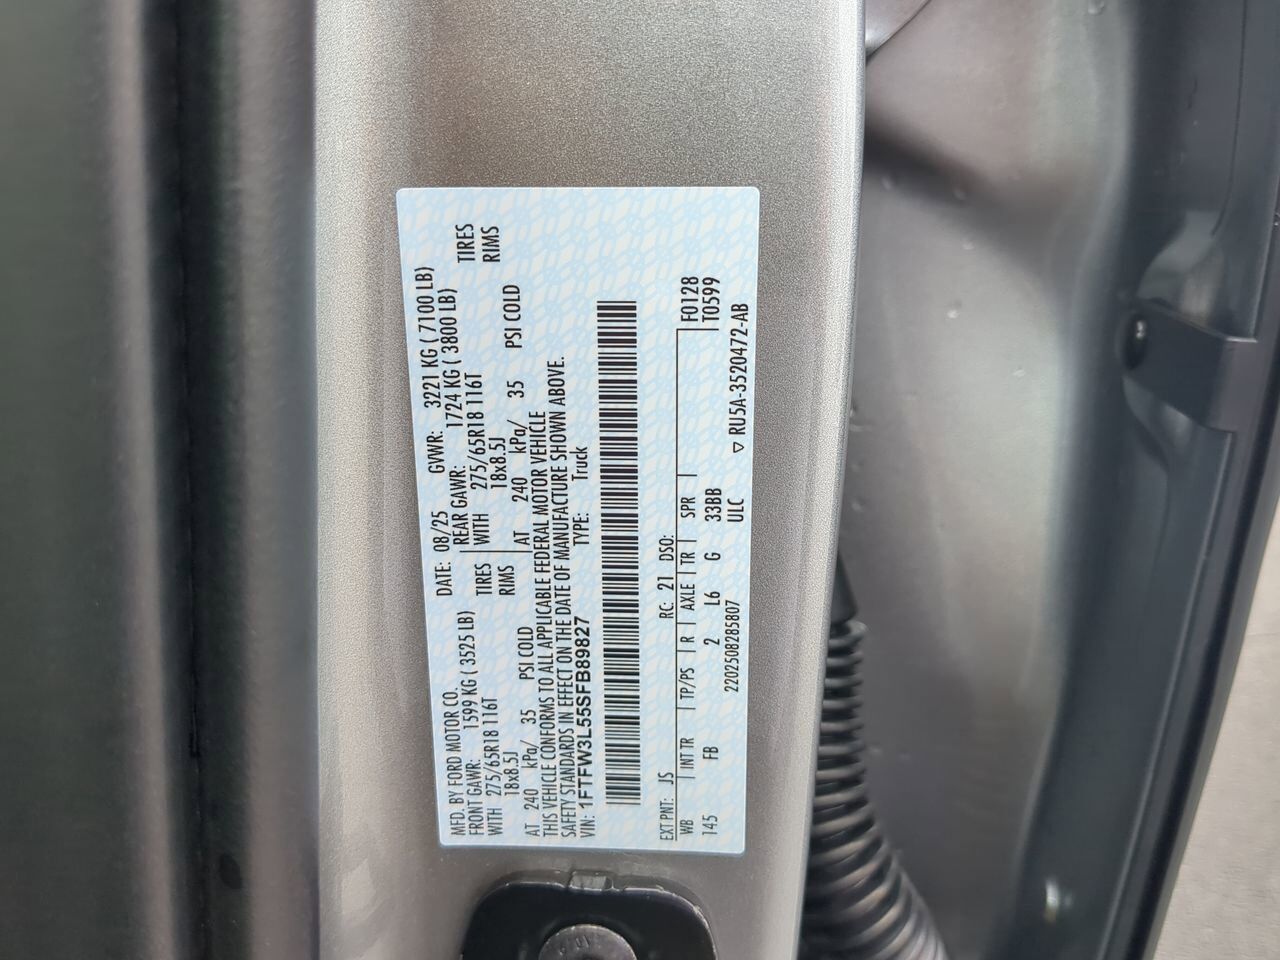 MFD. BY FORD MOTOR CO.
DATE: 08/25 GVWR: 3221 KG ( 7100 LB)
FRONT GAWR: 1599 KG ( 3525 LB)
REAR GAWR: 1724 KG ( 3800 LB)
WITH 275/65R18 116T TIRES
WITH 275/65R18 116T TIRES
18x8.5J RIMS
18x8.5J RIMS
AT 240 kPa/ 35 PSI COLD
AT 240 kPa/ 35 PSI COLD
THIS VEHICLE CONFORMS TO ALL APPLICABLE FEDERAL MOTOR VEHICLE
SAFETY STANDARDS IN EFFECT ON THE DATE OF MANUFACTURE SHOWN ABOVE.
VIN: 1FTFW3L55SFB89827 TYPE: Truck
EXT PNT: JS RC: 21 DSO: F0128
WB INT TR TP/PS R AXLE TR SPR T0599
145 FB 2 L6 G 33BB
2202508285807 ULC ▽ RU5A-3520472-AB